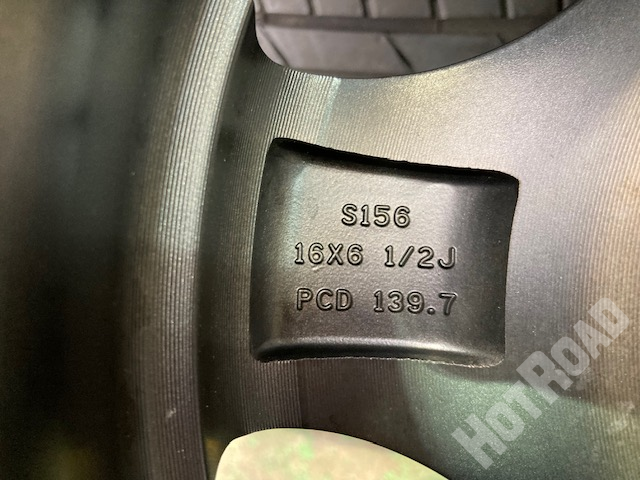 S156
16X6 1/2J
PCD 139.7
HOTROAD